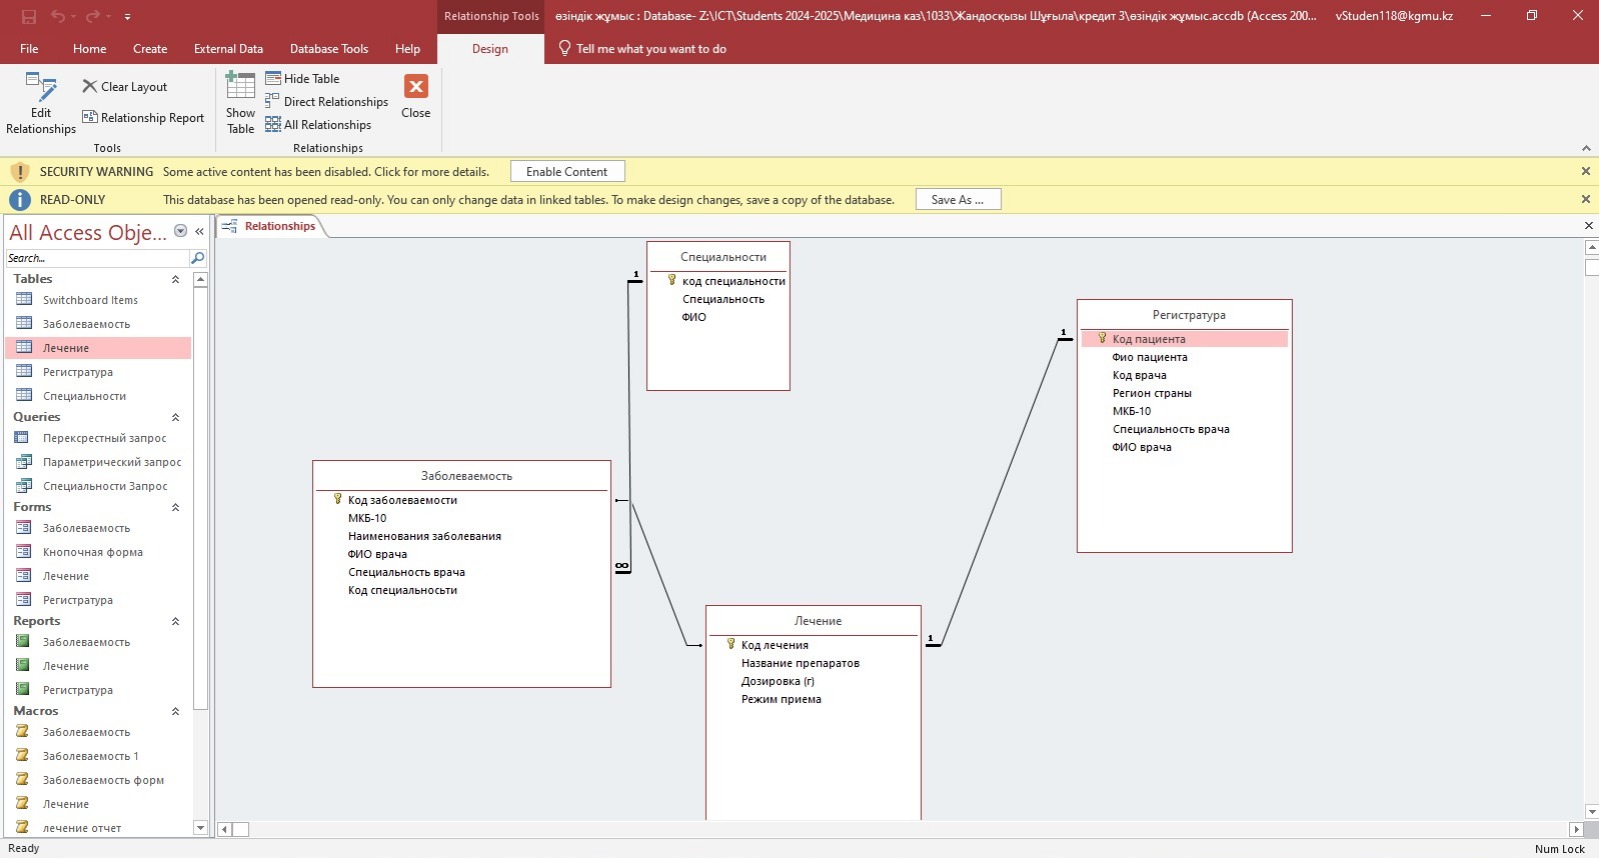 Relationship Tools
өзіндік жұмыс : Database- Z:\ICT\Students 2024-2025\Медицина каз\1033\Жандосқызы Шұғыла\кредит 3\өзіндік жұмыс.accdb (Access 200...
vStuden118@kgmu.kz
File
Home
Create
External Data
Database Tools
Help
Design
Tell me what you want to do
Edit Relationships
Clear Layout
Relationship Report
Tools
Show Table
Hide Table
Direct Relationships
All Relationships
Close
Relationships
SECURITY WARNING Some active content has been disabled. Click for more details. Enable Content
READ-ONLY This database has been opened read-only. You can only change data in linked tables. To make design changes, save a copy of the database. Save As ...
All Access Obje...
Search...
Tables
Switchboard Items
Заболеваемость
Лечение
Регистратура
Специальности
Queries
Перексрестный запрос
Параметрический запрос
Специальности Запрос
Forms
Заболеваемость
Кнопочная форма
Лечение
Регистратура
Reports
Заболеваемость
Лечение
Регистратура
Macros
Заболеваемость
Заболеваемость 1
Заболеваемость форм
Лечение
лечение отчет
Relationships
Специальности
код специальности
Специальность
ФИО
1
Регистратура
Код пациента
Фио пациента
Код врача
Регион страны
МКБ-10
Специальность врача
ФИО врача
1
Заболеваемость
Код заболеваемости
МКБ-10
Наименования заболевания
ФИО врача
Специальность врача
Код специальносьти
∞
Лечение
Код лечения
Название препаратов
Дозировка (г)
Режим приема
1
Ready
Num Lock